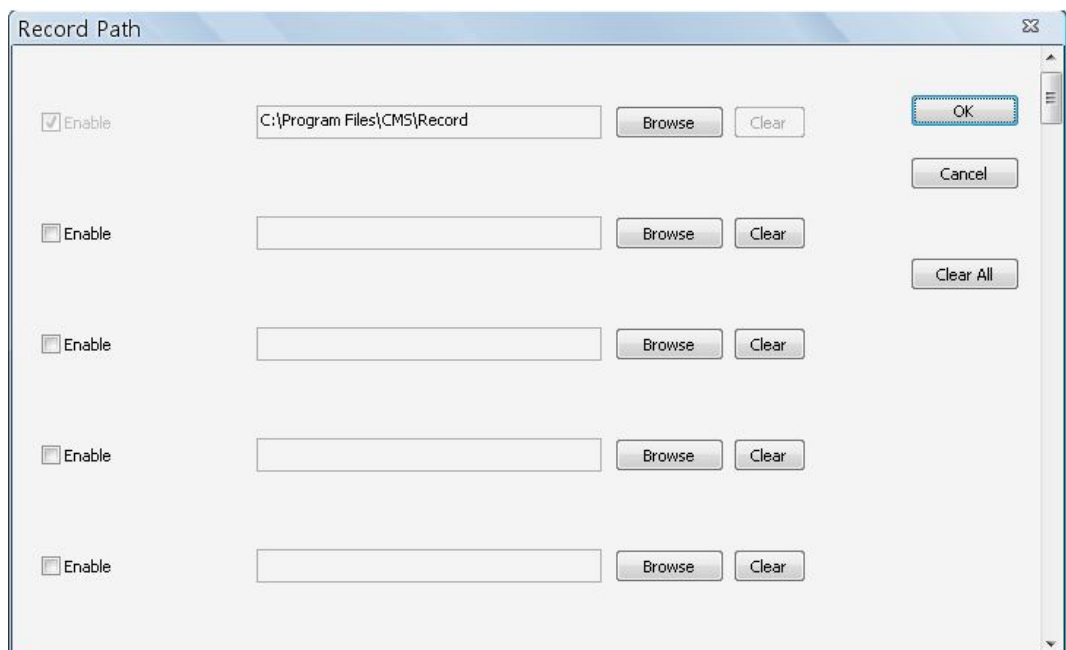 Record Path
Enable C:\Program Files\CMS\Record Browse Clear OK
Cancel
Enable Browse Clear
Clear All
Enable Browse Clear
Enable Browse Clear
Enable Browse Clear